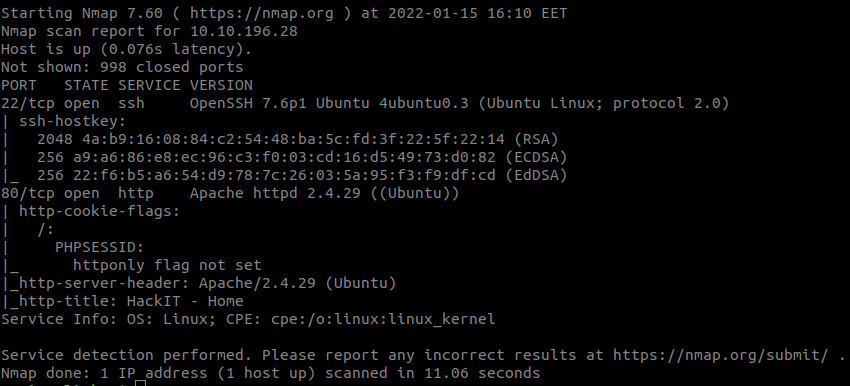 Starting Nmap 7.60 ( https://nmap.org ) at 2022-01-15 16:10 EET
Nmap scan report for 10.10.196.28
Host is up (0.076s latency).
Not shown: 998 closed ports
PORT   STATE SERVICE VERSION
22/tcp open  ssh     OpenSSH 7.6p1 Ubuntu 4ubuntu0.3 (Ubuntu Linux; protocol 2.0)
| ssh-hostkey:
|   2048 4a:b9:16:08:84:c2:54:48:ba:5c:fd:3f:22:5f:22:14 (RSA)
|   256 a9:a6:86:e8:ec:96:c3:f0:03:cd:16:d5:49:73:d0:82 (ECDSA)
|_  256 22:f6:b5:a6:54:d9:78:7c:26:03:5a:95:f3:f9:df:cd (EdDSA)
80/tcp open  http    Apache httpd 2.4.29 ((Ubuntu))
| http-cookie-flags:
|   /:
|     PHPSESSID:
|_      httponly flag not set
|_http-server-header: Apache/2.4.29 (Ubuntu)
|_http-title: HackIT - Home
Service Info: OS: Linux; CPE: cpe:/o:linux:linux_kernel

Service detection performed. Please report any incorrect results at https://nmap.org/submit/ .
Nmap done: 1 IP address (1 host up) scanned in 11.06 seconds